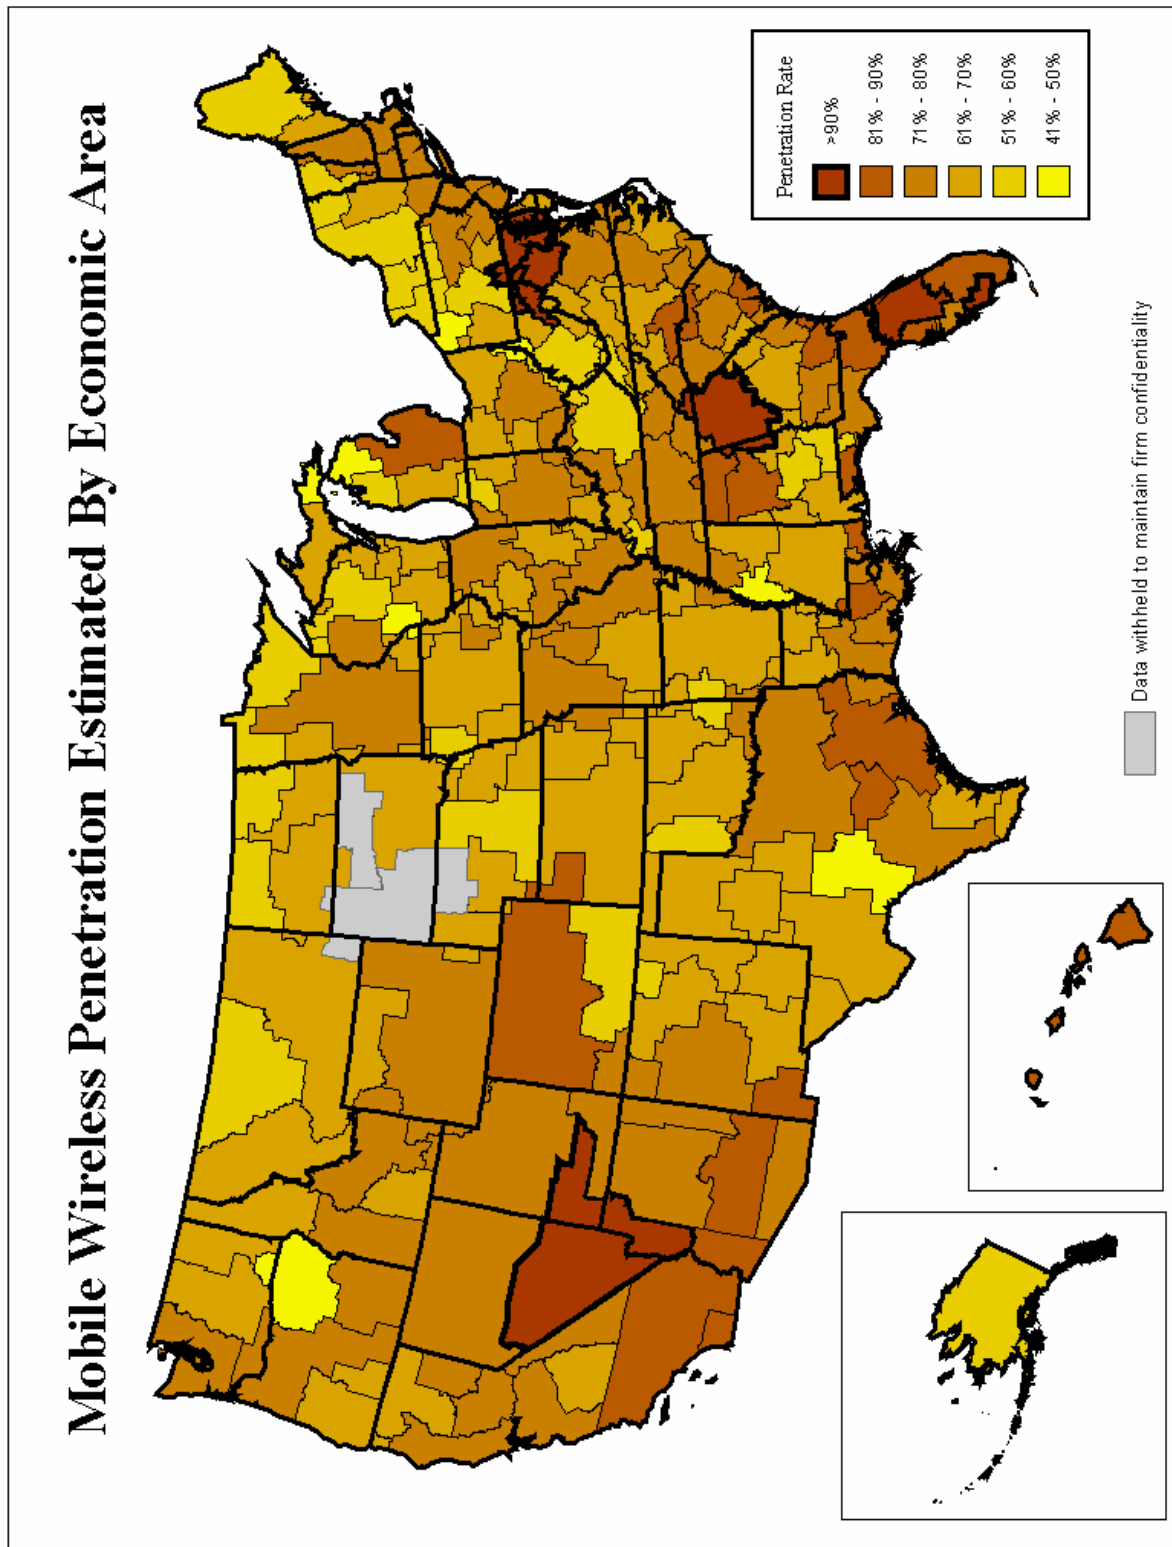 Mobile Wireless Penetration Estimated By Economic Area
Penetration Rate
>90%
81% - 90%
71% - 80%
61% - 70%
51% - 60%
41% - 50%
Data withheld to maintain firm confidentiality